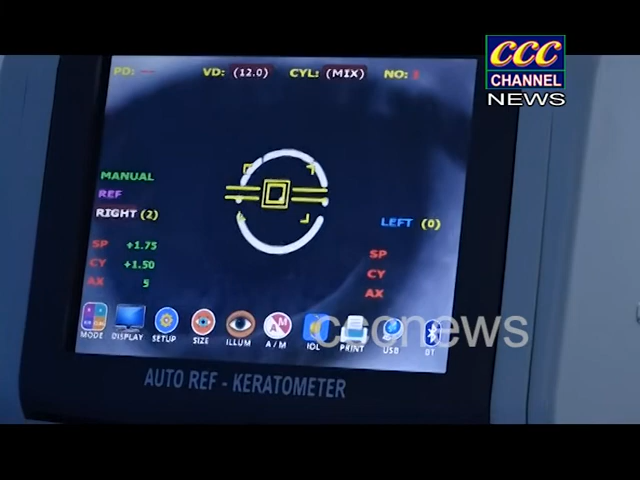 CCC
CHANNEL
NEWS
PD: -- VD: (12.0) CYL: (MIX) NO:
MANUAL
REF
RIGHT (2)
LEFT (0)
SP +1.75
CY +1.50
AX 5
SP
CY
AX
MODE DISPLAY SETUP SIZE ILLUM A/M IOL PRINT USB BT
cccnews
AUTO REF - KERATOMETER